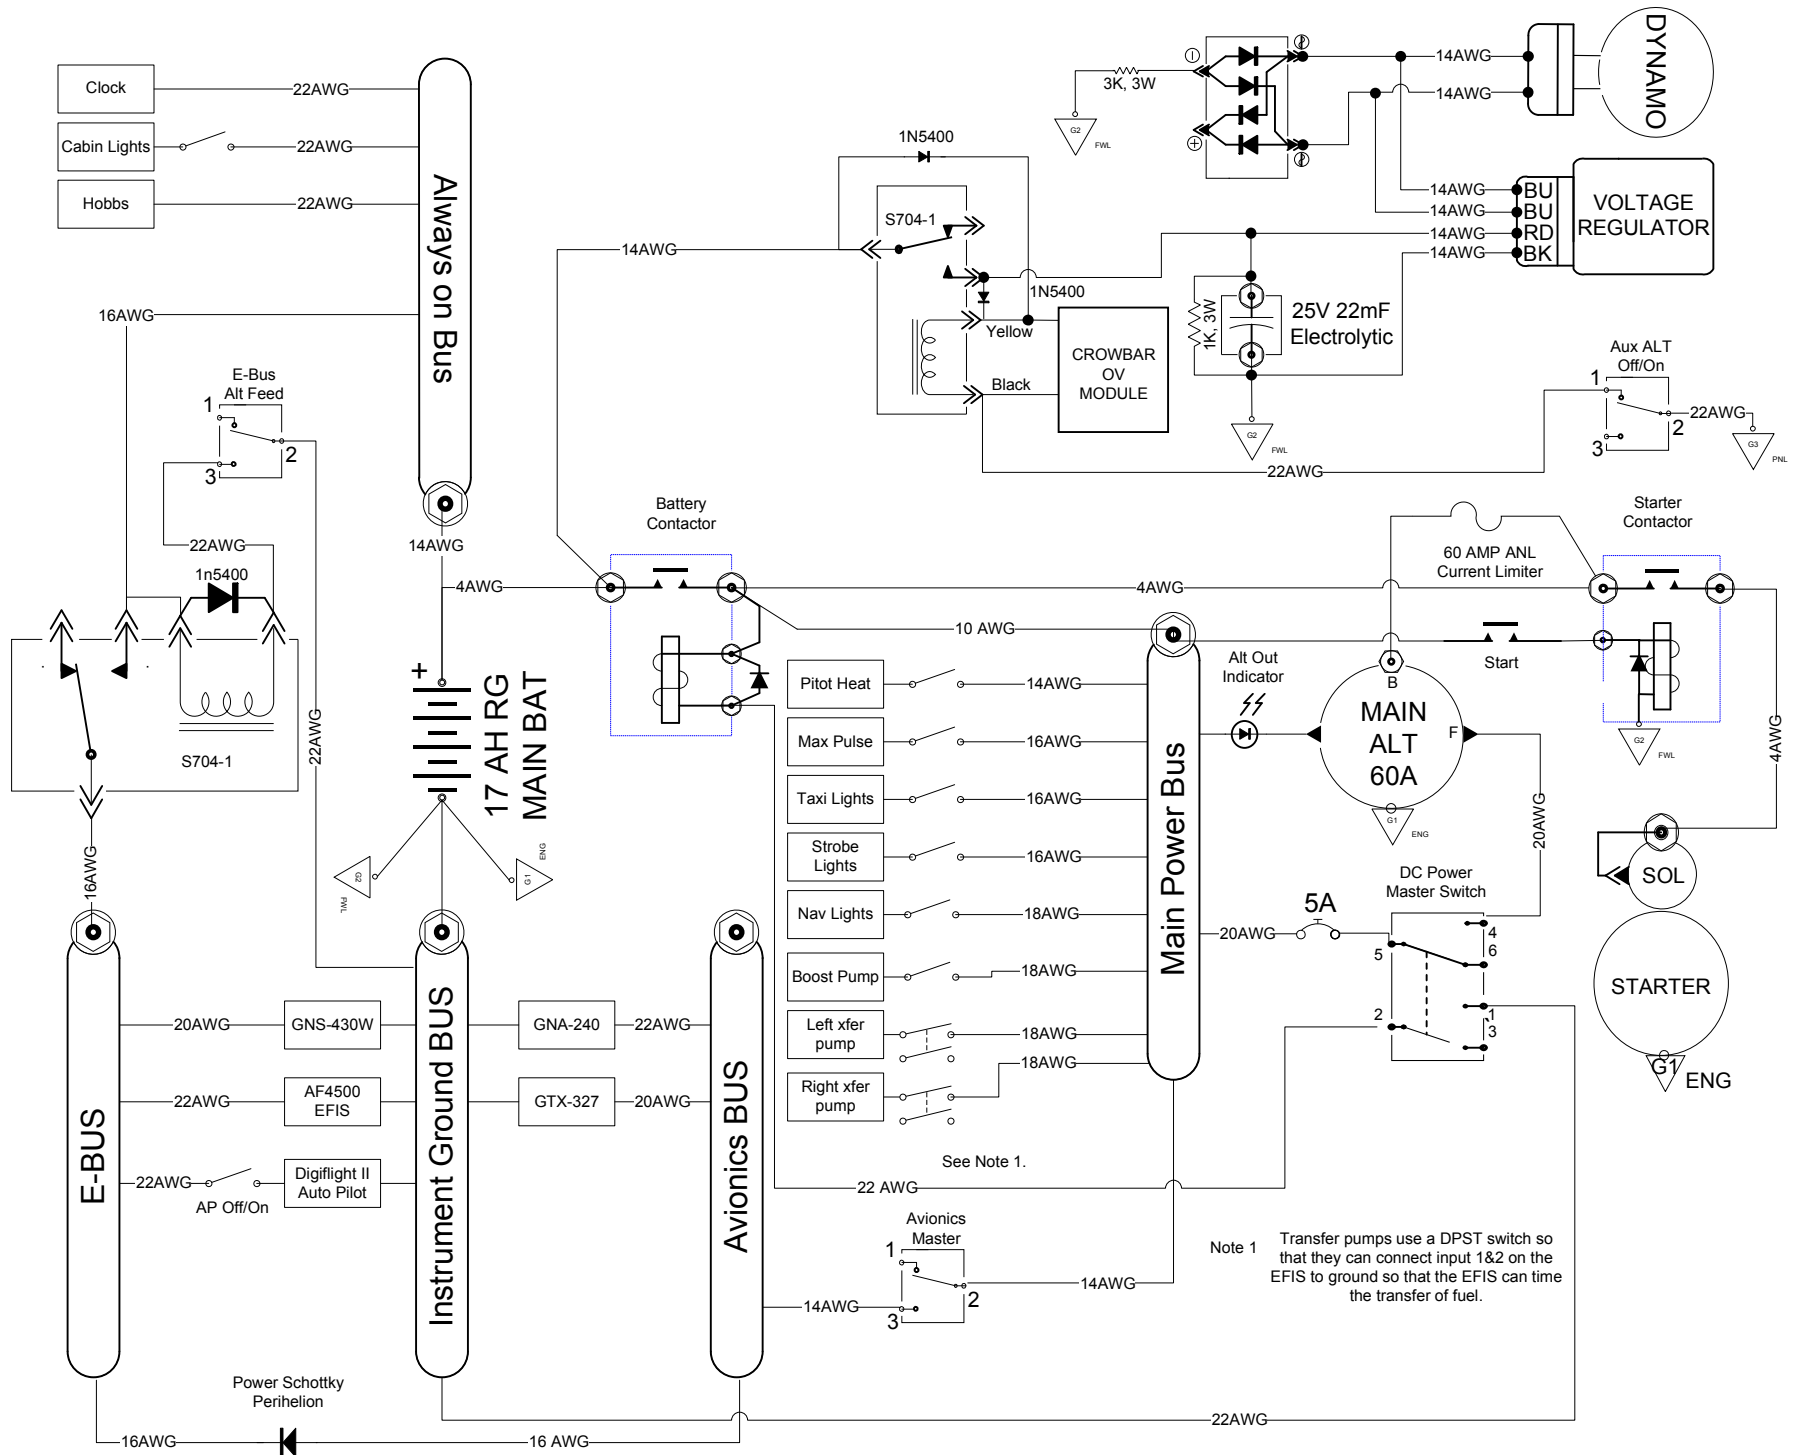 Clock
22AWG
Cabin Lights
22AWG
Hobbs
22AWG
Always on Bus
16AWG
E-Bus
Alt Feed
1
2
3
22AWG
1n5400
S704-1
22AWG
16AWG
14AWG
4AWG
+
17 AH RG
MAIN BAT
G2
FWL
G1
ENG
14AWG
1N5400
S704-1
1N5400
Yellow
Black
CROWBAR
OV
MODULE
3K, 3W
G2
FWL
−
+
14AWG
14AWG
DYNAMO
14AWG
14AWG
14AWG
14AWG
BU
BU
RD
BK
VOLTAGE
REGULATOR
1K, 3W
25V 22mF
Electrolytic
G2
FWL
22AWG
Aux ALT
Off/On
1
2
3
22AWG
G3
PNL
Battery
Contactor
4AWG
10 AWG
60 AMP ANL
Current Limiter
Starter
Contactor
Start
G2
FWL
4AWG
Alt Out
Indicator
B
MAIN
ALT
60A
F
G1
ENG
20AWG
SOL
STARTER
G1
ENG
Pitot Heat
14AWG
Max Pulse
16AWG
Taxi Lights
16AWG
Strobe
Lights
16AWG
Nav Lights
18AWG
Boost Pump
18AWG
Left xfer
pump
18AWG
Right xfer
pump
18AWG
Main Power Bus
20AWG
5A
DC Power
Master Switch
4
5
6
2
1
3
See Note 1.
22 AWG
E-BUS
20AWG
GNS-430W
22AWG
AF4500
EFIS
22AWG
AP Off/On
Digiflight II
Auto Pilot
Instrument Ground BUS
GNA-240
22AWG
GTX-327
20AWG
Avionics BUS
Avionics
Master
1
2
3
14AWG
14AWG
Note 1
Transfer pumps use a DPST switch so
that they can connect input 1&2 on the
EFIS to ground so that the EFIS can time
the transfer of fuel.
Power Schottky
Perihelion
16AWG
16 AWG
22AWG